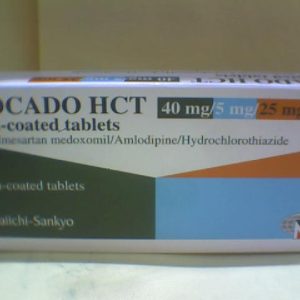 OCADO HCT 40 mg/5 mg/25 mg
-coated tablets
lmesartan medoxomil/Amlodipine/Hydrochlorothiazide
-coated tablets
aiichi-Sankyo